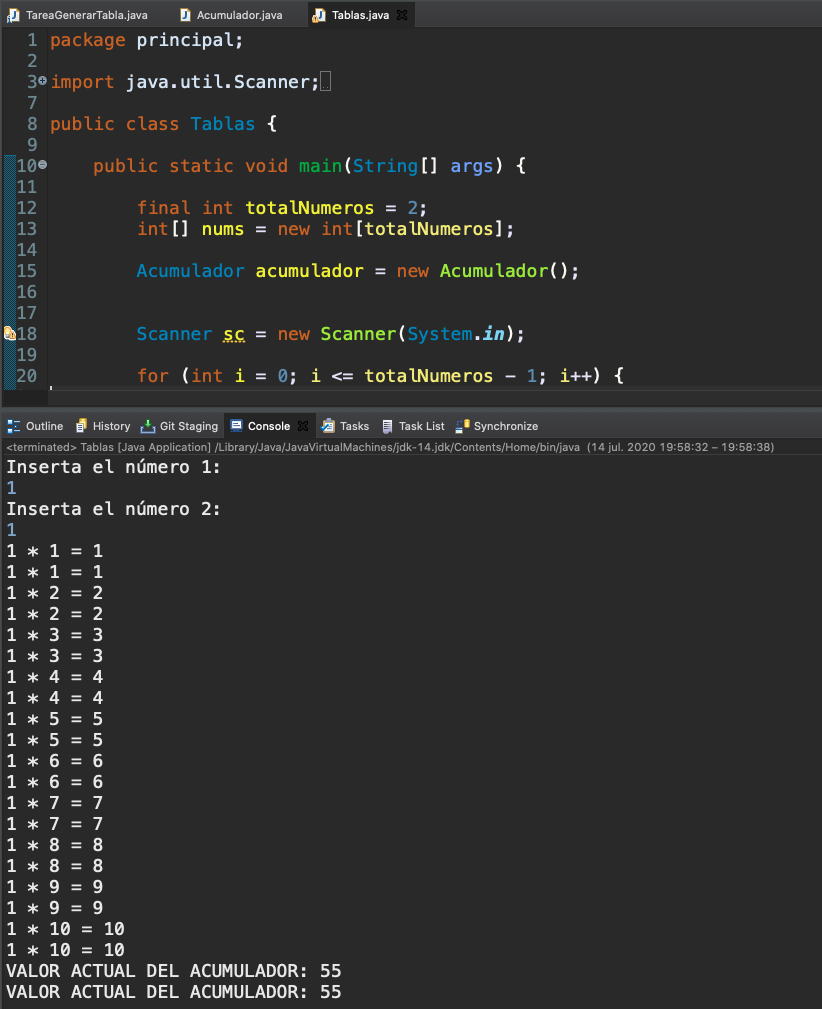 TareaGenerarTabla.java Acumulador.java Tablas.java
1 package principal;
2
3 import java.util.Scanner;
7
8 public class Tablas {
9
10 public static void main(String[] args) {
11
12 final int totalNumeros = 2;
13 int[] nums = new int[totalNumeros];
14
15 Acumulador acumulador = new Acumulador();
16
17
18 Scanner sc = new Scanner(System.in);
19
20 for (int i = 0; i <= totalNumeros - 1; i++) {
Outline History Git Staging Console Tasks Task List Synchronize
<terminated> Tablas [Java Application] /Library/Java/JavaVirtualMachines/jdk-14.jdk/Contents/Home/bin/java (14 jul. 2020 19:58:32 – 19:58:38)
Inserta el número 1:
1
Inserta el número 2:
1
1 * 1 = 1
1 * 1 = 1
1 * 2 = 2
1 * 2 = 2
1 * 3 = 3
1 * 3 = 3
1 * 4 = 4
1 * 4 = 4
1 * 5 = 5
1 * 5 = 5
1 * 6 = 6
1 * 6 = 6
1 * 7 = 7
1 * 7 = 7
1 * 8 = 8
1 * 8 = 8
1 * 9 = 9
1 * 9 = 9
1 * 10 = 10
1 * 10 = 10
VALOR ACTUAL DEL ACUMULADOR: 55
VALOR ACTUAL DEL ACUMULADOR: 55